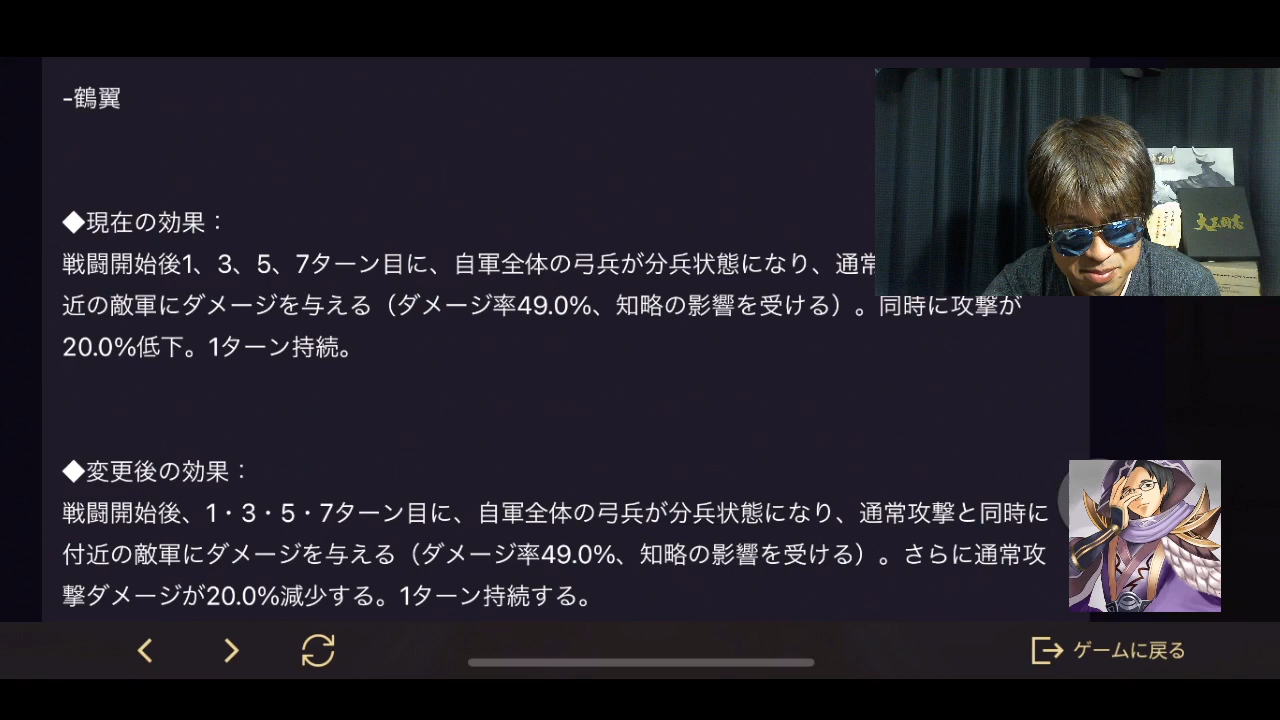 -鶴翼
◆現在の効果：
戦闘開始後1、3、5、7ターン目に、自軍全体の弓兵が分兵状態になり、通常
近の敵軍にダメージを与える（ダメージ率49.0%、知略の影響を受ける）。同時に攻撃が
20.0%低下。1ターン持続。
◆変更後の効果：
戦闘開始後、1・3・5・7ターン目に、自軍全体の弓兵が分兵状態になり、通常攻撃と同時に
付近の敵軍にダメージを与える（ダメージ率49.0%、知略の影響を受ける）。さらに通常攻
撃ダメージが20.0%減少する。1ターン持続する。
大三国志
ゲームに戻る